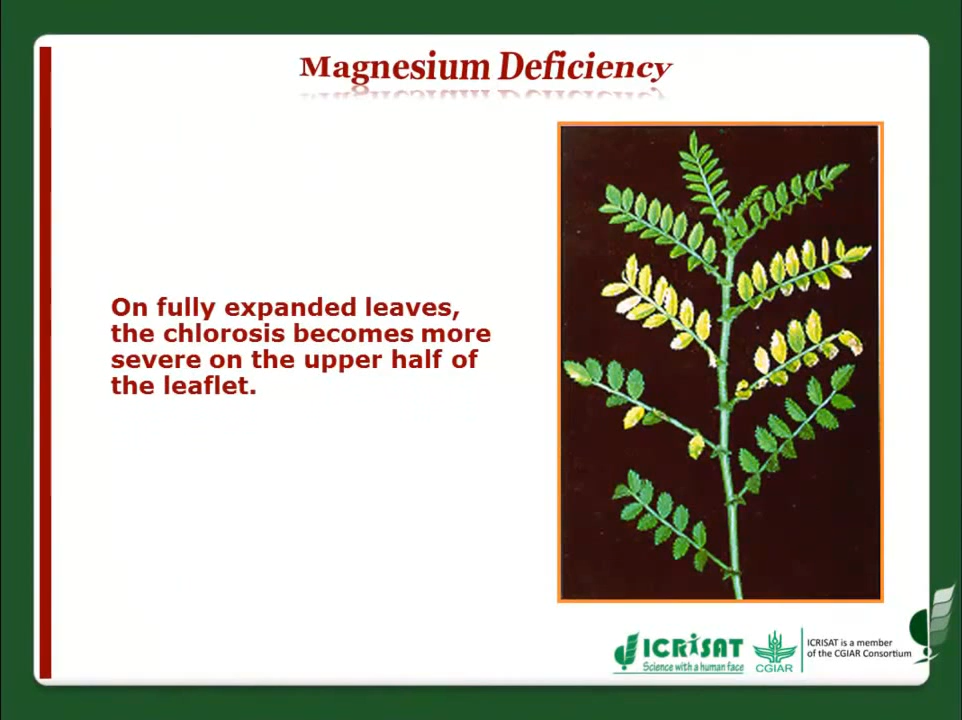 Magnesium Deficiency
On fully expanded leaves,
the chlorosis becomes more
severe on the upper half of
the leaflet.
ICRISAT
Science with a human face
CGIAR
ICRISAT is a member
of the CGIAR Consortium